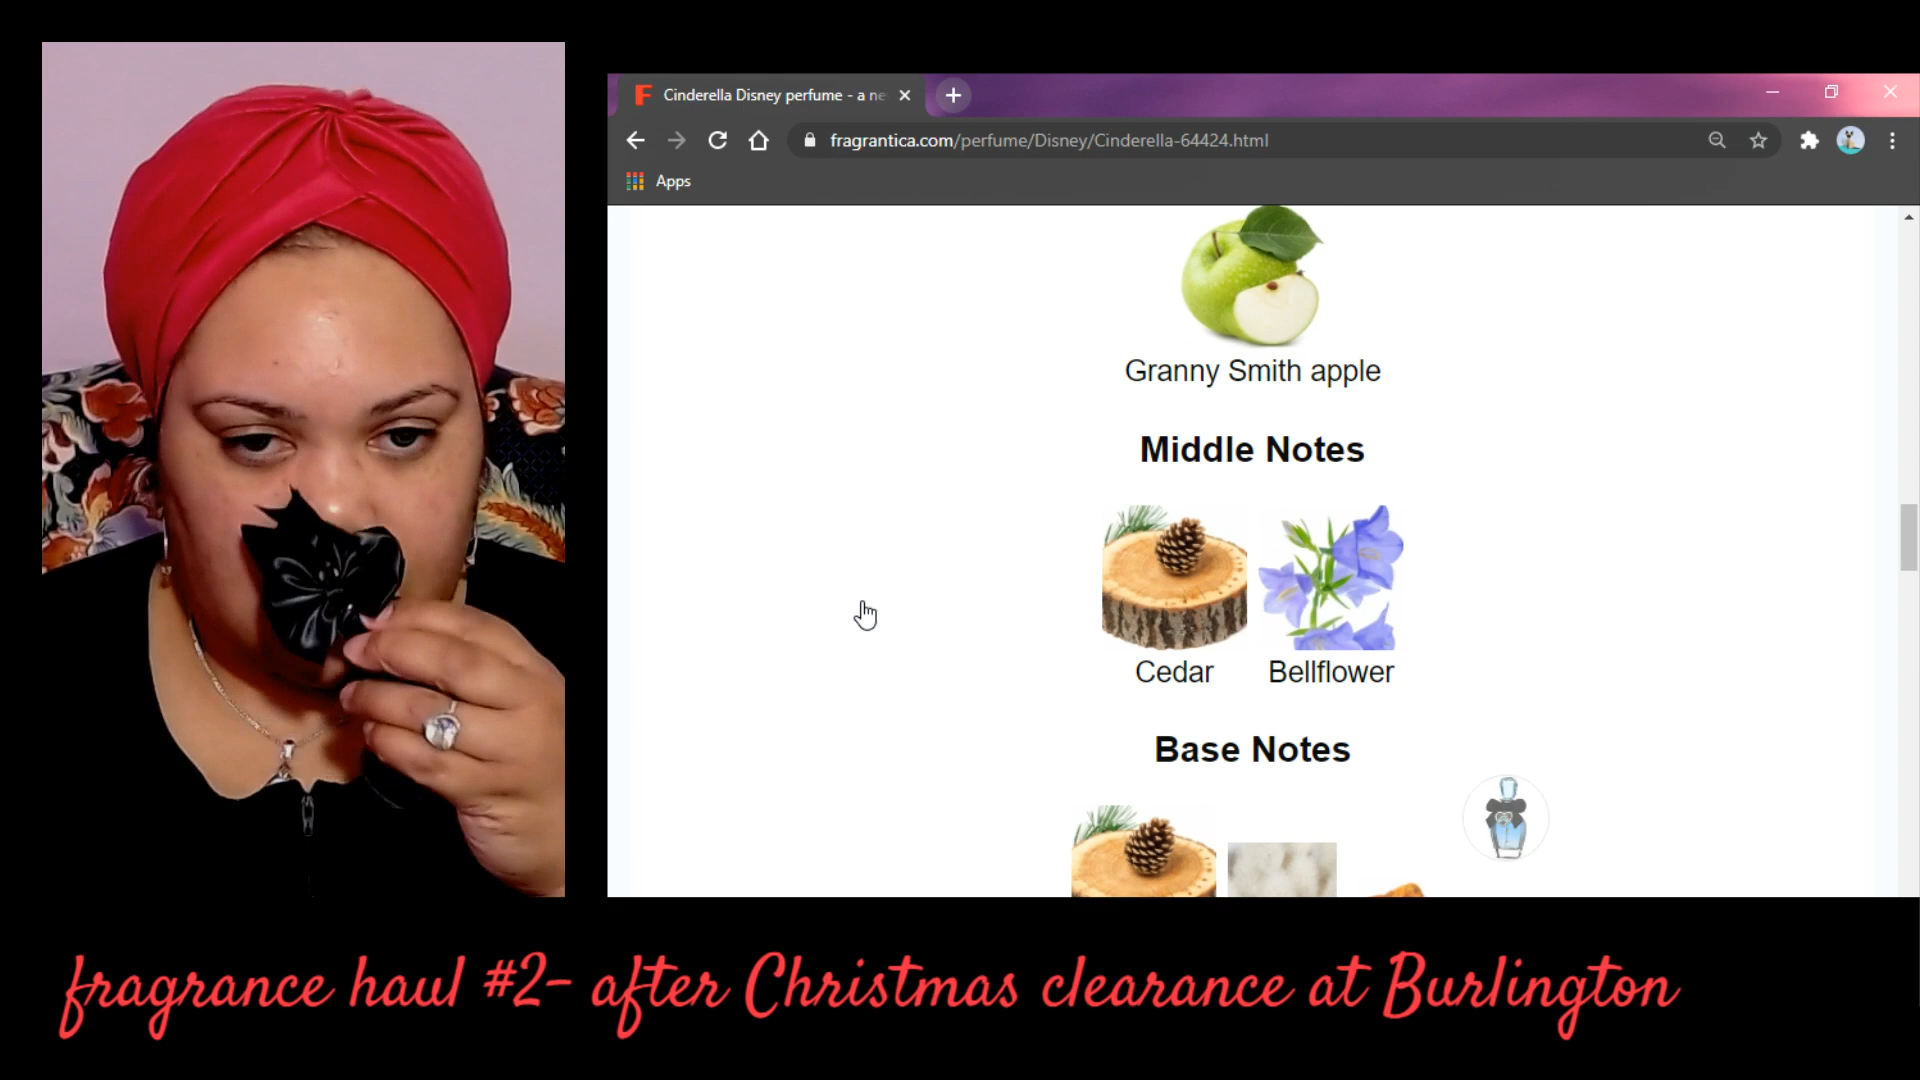 Cinderella Disney perfume - a ne
fragrantica.com/perfume/Disney/Cinderella-64424.html
Apps
Granny Smith apple
Middle Notes
Cedar Bellflower
Base Notes
fragrance haul #2- after Christmas clearance at Burlington